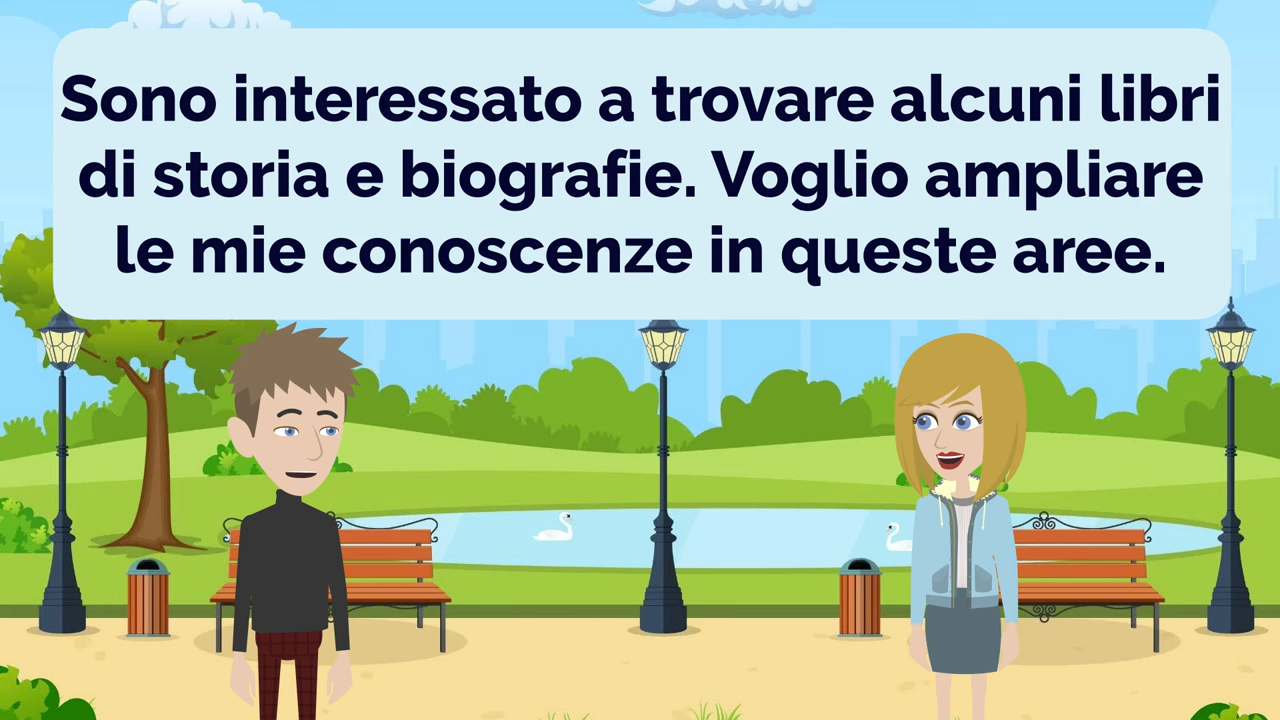 Sono interessato a trovare alcuni libri
di storia e biografie. Voglio ampliare
le mie conoscenze in queste aree.